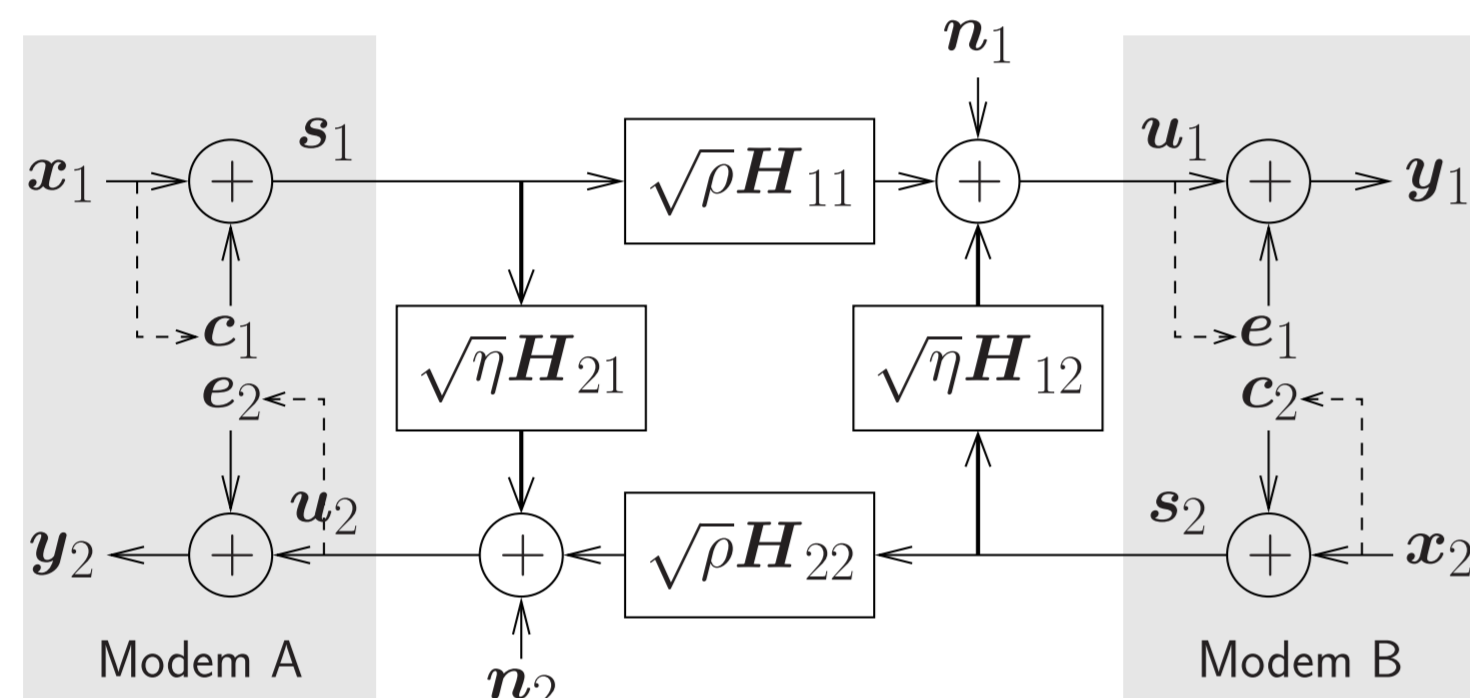 n₁
x₁ + s₁ √ρH₁₁ + u₁ + y₁
c₁ √ηH₂₁ √ηH₁₂ e₁
e₂ c₂
y₂ + u₂ + √ρH₂₂ s₂ + x₂
Modem A n₂ Modem B